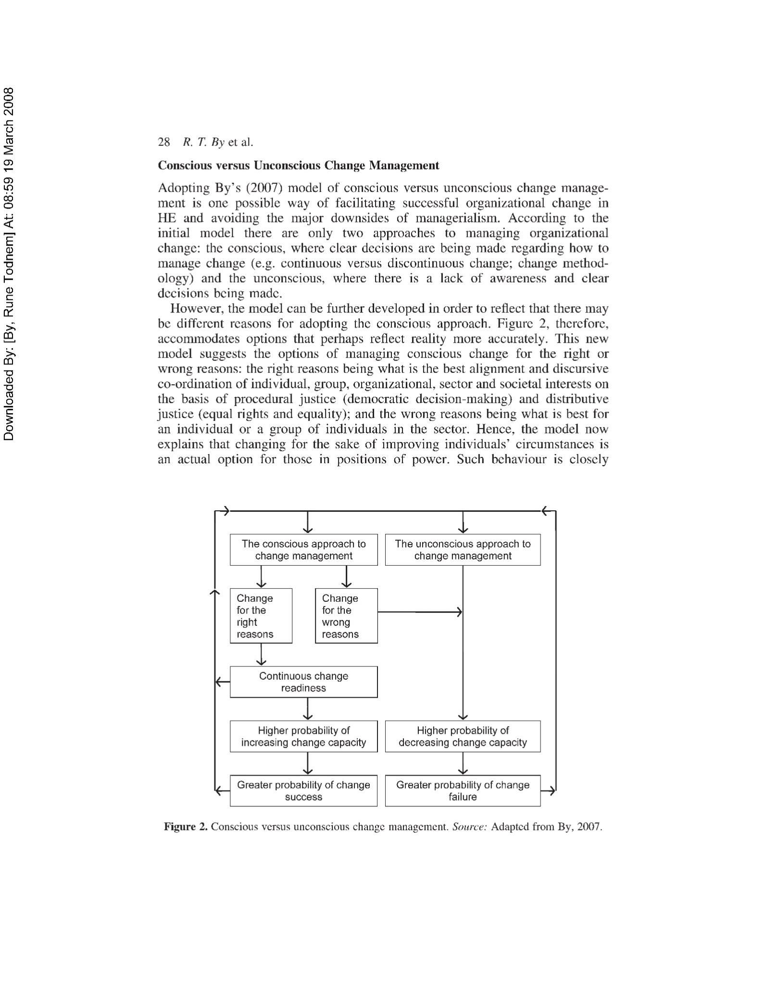 Downloaded By: [By, Rune Todnem] At: 08:59 19 March 2008
28 R. T. By et al.
Conscious versus Unconscious Change Management
Adopting By's (2007) model of conscious versus unconscious change manage-
ment is one possible way of facilitating successful organizational change in
HE and avoiding the major downsides of managerialism. According to the
initial model there are only two approaches to managing organizational
change: the conscious, where clear decisions are being made regarding how to
manage change (e.g. continuous versus discontinuous change; change method-
ology) and the unconscious, where there is a lack of awareness and clear
decisions being made.
However, the model can be further developed in order to reflect that there may
be different reasons for adopting the conscious approach. Figure 2, therefore,
accommodates options that perhaps reflect reality more accurately. This new
model suggests the options of managing conscious change for the right or
wrong reasons: the right reasons being what is the best alignment and discursive
co-ordination of individual, group, organizational, sector and societal interests on
the basis of procedural justice (democratic decision-making) and distributive
justice (equal rights and equality); and the wrong reasons being what is best for
an individual or a group of individuals in the sector. Hence, the model now
explains that changing for the sake of improving individuals' circumstances is
an actual option for those in positions of power. Such behaviour is closely
The conscious approach to
change management
The unconscious approach to
change management
Change
for the
right
reasons
Change
for the
wrong
reasons
Continuous change
readiness
Higher probability of
increasing change capacity
Higher probability of
decreasing change capacity
Greater probability of change
success
Greater probability of change
failure
Figure 2. Conscious versus unconscious change management. Source: Adapted from By, 2007.